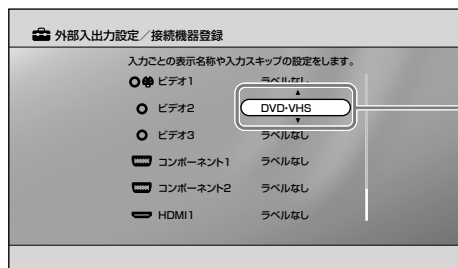 外部入出力設定／接続機器登録
入力ごとの表示名称や入力スキップの設定をします。
ビデオ1 ラベルなし
ビデオ2 DVD・VHS
ビデオ3 ラベルなし
コンポーネント1 ラベルなし
コンポーネント2 ラベルなし
HDMI1 ラベルなし